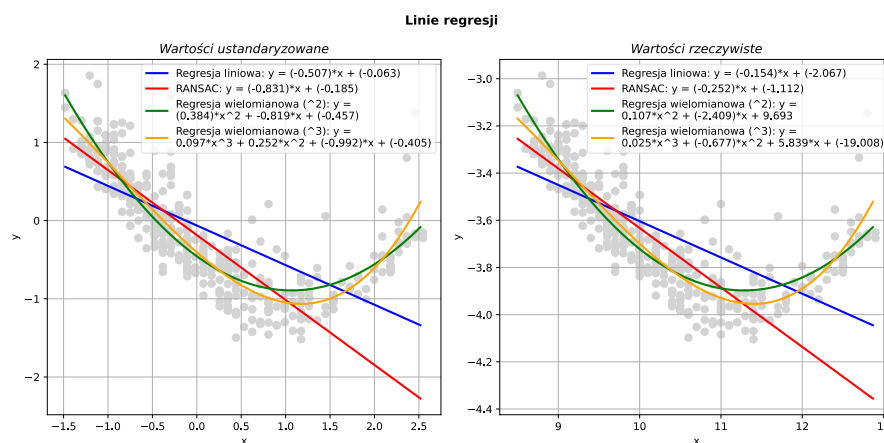 Linie regresji
Wartości ustandaryzowane
Regresja liniowa: y = (-0.507)*x + (-0.063)
RANSAC: y = (-0.831)*x + (-0.185)
Regresja wielomianowa (^2): y =
(0.384)*x^2 + -0.819*x + (-0.457)
Regresja wielomianowa (^3): y =
0.097*x^3 + 0.252*x^2 + (-0.992)*x + (-0.405)
2
1
0
−1
−2
y
−1.5 −1.0 −0.5 0.0 0.5 1.0 1.5 2.0 2.5
x
Wartości rzeczywiste
Regresja liniowa: y = (-0.154)*x + (-2.067)
RANSAC: y = (-0.252)*x + (-1.112)
Regresja wielomianowa (^2): y =
0.107*x^2 + (-2.409)*x + 9.693
Regresja wielomianowa (^3): y =
0.025*x^3 + (-0.677)*x^2 + 5.839*x + (-19.008)
−3.0
−3.2
−3.4
−3.6
−3.8
−4.0
−4.2
−4.4
y
9 10 11 12
x